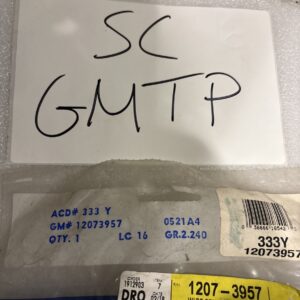 SC
GMTP
ACD# 333 Y
GM# 12073957 0521A4
QTY. 1 LC 16 GR.2.240
333Y
12073957
1912903
7
1207-3957
DRO